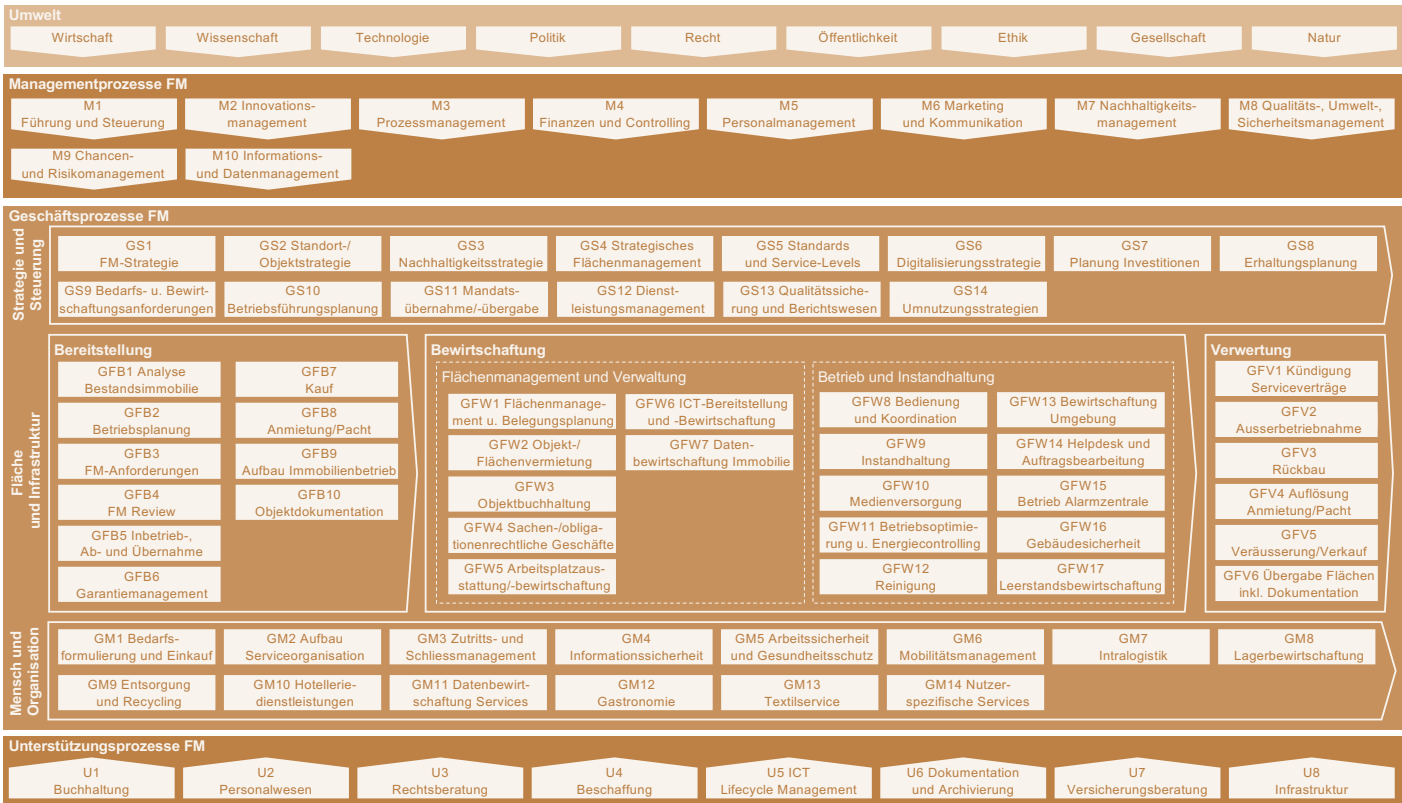 Umwelt
Wirtschaft
Wissenschaft
Technologie
Politik
Recht
Öffentlichkeit
Ethik
Gesellschaft
Natur
Managementprozesse FM
M1
Führung und Steuerung
M2 Innovations-
management
M3
Prozessmanagement
M4
Finanzen und Controlling
M5
Personalmanagement
M6 Marketing
und Kommunikation
M7 Nachhaltigkeits-
management
M8 Qualitäts-, Umwelt-,
Sicherheitsmanagement
M9 Chancen-
und Risikomanagement
M10 Informations-
und Datenmanagement
Geschäftsprozesse FM
Strategie und
Steuerung
GS1
FM-Strategie
GS2 Standort-/
Objektstrategie
GS3
Nachhaltigkeitsstrategie
GS4 Strategisches
Flächenmanagement
GS5 Standards
und Service-Levels
GS6
Digitalisierungsstrategie
GS7
Planung Investitionen
GS8
Erhaltungsplanung
GS9 Bedarfs- u. Bewirt-
schaftungsanforderungen
GS10
Betriebsführungsplanung
GS11 Mandats-
übernahme/-übergabe
GS12 Dienst-
leistungsmanagement
GS13 Qualitätssiche-
rung und Berichtswesen
GS14
Umnutzungsstrategien
Fläche
und Infrastruktur
Bereitstellung
GFB1 Analyse
Bestandsimmobilie
GFB2
Betriebsplanung
GFB3
FM-Anforderungen
GFB4
FM Review
GFB5 Inbetrieb-,
Ab- und Übernahme
GFB6
Garantiemanagement
GFB7
Kauf
GFB8
Anmietung/Pacht
GFB9
Aufbau Immobilienbetrieb
GFB10
Objektdokumentation
Bewirtschaftung
Flächenmanagement und Verwaltung
GFW1 Flächenmanage-
ment u. Belegungsplanung
GFW2 Objekt-/
Flächenvermietung
GFW3
Objektbuchhaltung
GFW4 Sachen-/obliga-
tionenrechtliche Geschäfte
GFW5 Arbeitsplatzaus-
stattung/-bewirtschaftung
GFW6 ICT-Bereitstellung
und -Bewirtschaftung
GFW7 Daten-
bewirtschaftung Immobilie
Betrieb und Instandhaltung
GFW8 Bedienung
und Koordination
GFW9
Instandhaltung
GFW10
Medienversorgung
GFW11 Betriebsoptimie-
rung u. Energiecontrolling
GFW12
Reinigung
GFW13 Bewirtschaftung
Umgebung
GFW14 Helpdesk und
Auftragsbearbeitung
GFW15
Betrieb Alarmzentrale
GFW16
Gebäudesicherheit
GFW17
Leerstandsbewirtschaftung
Verwertung
GFV1 Kündigung
Serviceverträge
GFV2
Ausserbetriebnahme
GFV3
Rückbau
GFV4 Auflösung
Anmietung/Pacht
GFV5
Veräusserung/Verkauf
GFV6 Übergabe Flächen
inkl. Dokumentation
Mensch und
Organisation
GM1 Bedarfs-
formulierung und Einkauf
GM2 Aufbau
Serviceorganisation
GM3 Zutritts- und
Schliessmanagement
GM4
Informationssicherheit
GM5 Arbeitssicherheit
und Gesundheitsschutz
GM6
Mobilitätsmanagement
GM7
Intralogistik
GM8
Lagerbewirtschaftung
GM9 Entsorgung
und Recycling
GM10 Hotellerie-
dienstleistungen
GM11 Datenbewirt-
schaftung Services
GM12
Gastronomie
GM13
Textilservice
GM14 Nutzer-
spezifische Services
Unterstützungsprozesse FM
U1
Buchhaltung
U2
Personalwesen
U3
Rechtsberatung
U4
Beschaffung
U5 ICT
Lifecycle Management
U6 Dokumentation
und Archivierung
U7
Versicherungsberatung
U8
Infrastruktur